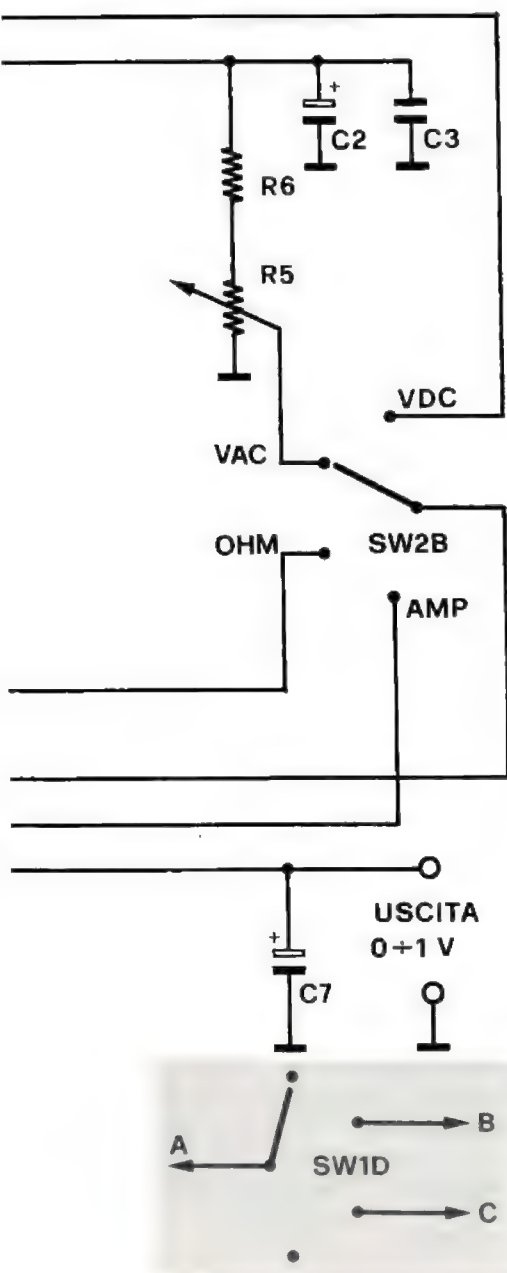 +
C2
C3
R6
R5
VDC
VAC
OHM
SW2B
AMP
USCITA
0÷1 V
+
C7
A
B
SW1D
C